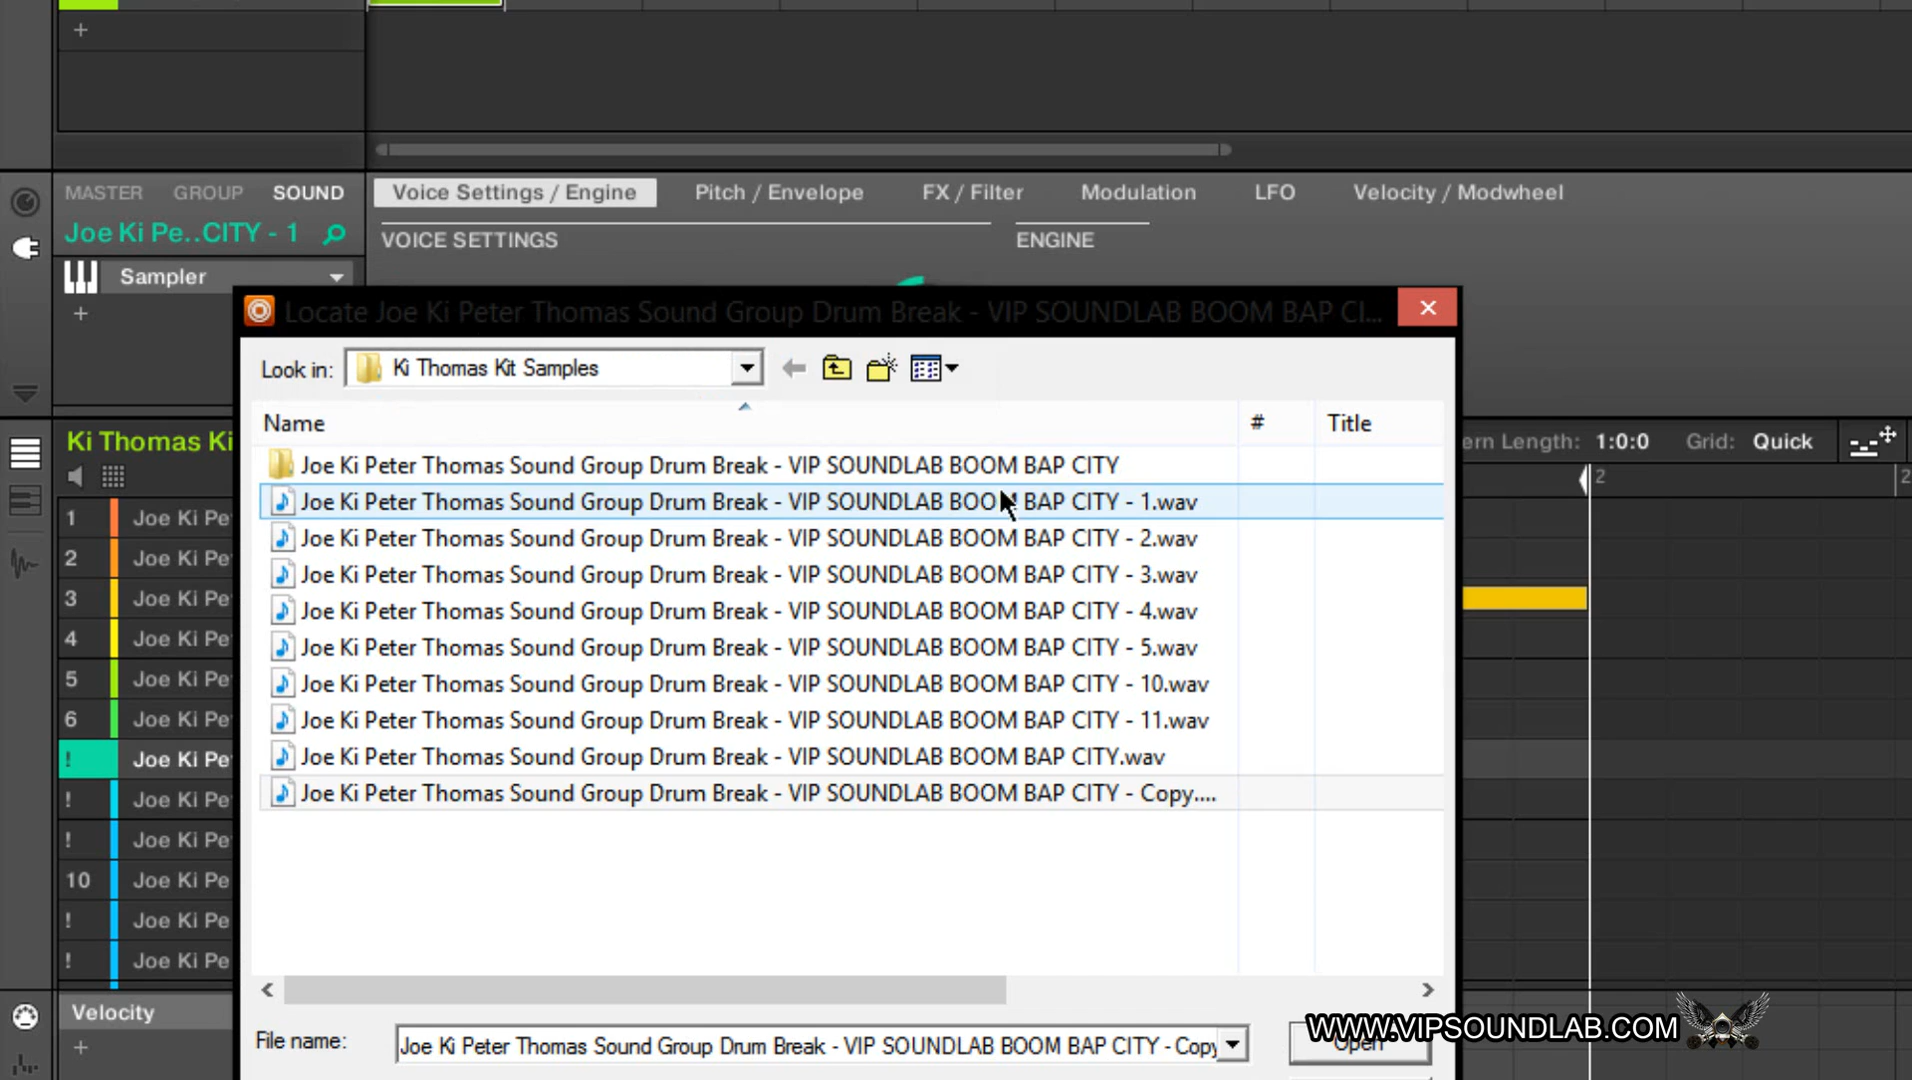 MASTER GROUP SOUND
Voice Settings / Engine Pitch / Envelope FX / Filter Modulation LFO Velocity / Modwheel
Joe Ki Pe..CITY - 1
VOICE SETTINGS ENGINE
Sampler
+
+
Locate Joe Ki Peter Thomas Sound Group Drum Break - VIP SOUNDLAB BOOM BAP CI...
Look in: Ki Thomas Kit Samples
Name # Title
Joe Ki Peter Thomas Sound Group Drum Break - VIP SOUNDLAB BOOM BAP CITY
Joe Ki Peter Thomas Sound Group Drum Break - VIP SOUNDLAB BOOM BAP CITY - 1.wav
Joe Ki Peter Thomas Sound Group Drum Break - VIP SOUNDLAB BOOM BAP CITY - 2.wav
Joe Ki Peter Thomas Sound Group Drum Break - VIP SOUNDLAB BOOM BAP CITY - 3.wav
Joe Ki Peter Thomas Sound Group Drum Break - VIP SOUNDLAB BOOM BAP CITY - 4.wav
Joe Ki Peter Thomas Sound Group Drum Break - VIP SOUNDLAB BOOM BAP CITY - 5.wav
Joe Ki Peter Thomas Sound Group Drum Break - VIP SOUNDLAB BOOM BAP CITY - 10.wav
Joe Ki Peter Thomas Sound Group Drum Break - VIP SOUNDLAB BOOM BAP CITY - 11.wav
Joe Ki Peter Thomas Sound Group Drum Break - VIP SOUNDLAB BOOM BAP CITY.wav
Joe Ki Peter Thomas Sound Group Drum Break - VIP SOUNDLAB BOOM BAP CITY - Copy....
File name: Joe Ki Peter Thomas Sound Group Drum Break - VIP SOUNDLAB BOOM BAP CITY - Copy
Open
Ki Thomas Ki
ern Length: 1:0:0 Grid: Quick
2 2
1 Joe Ki Pe
2 Joe Ki Pe
3 Joe Ki Pe
4 Joe Ki Pe
5 Joe Ki Pe
6 Joe Ki Pe
! Joe Ki Pe
! Joe Ki Pe
! Joe Ki Pe
10 Joe Ki Pe
! Joe Ki Pe
! Joe Ki Pe
Velocity
+
WWW.VIPSOUNDLAB.COM